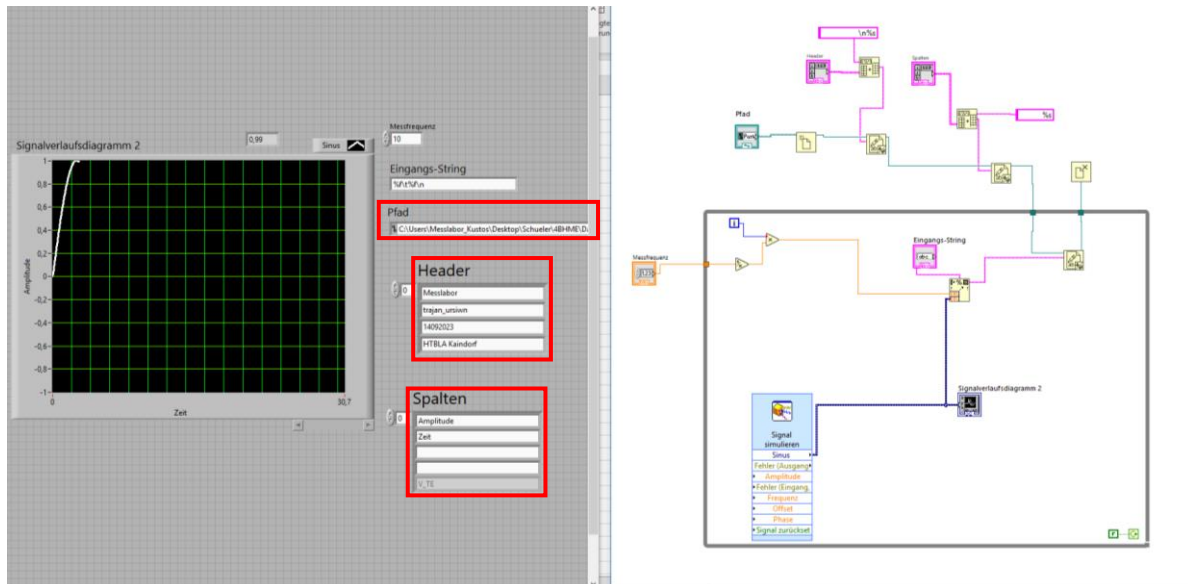 Signalverlaufsdiagramm 2
0,99
Sinus
1
0,8
0,6
0,4
0,2
0
-0,2
-0,4
-0,6
-0,8
-1
Amplitude
0
30,7
Zeit
Messfrequenz
10
Eingangs-String
%f\t%f\n
Pfad
C:\Users\Messlabor_Kustos\Desktop\Schueler\4BHME\D
Header
0
Messlabor
trajan_ursiwn
14092023
HTBLA Kaindorf
Spalten
0
Amplitude
Zeit
V_TE
\n%s
Header
Spalten
%s
Pfad
i
Messfrequenz
Eingangs-String
abc
Signalverlaufsdiagramm 2
Signal
simulieren
Sinus
Fehler (Ausgang
Amplitude
Fehler (Eingang,
Frequenz
Offset
Phase
Signal zurückset
F